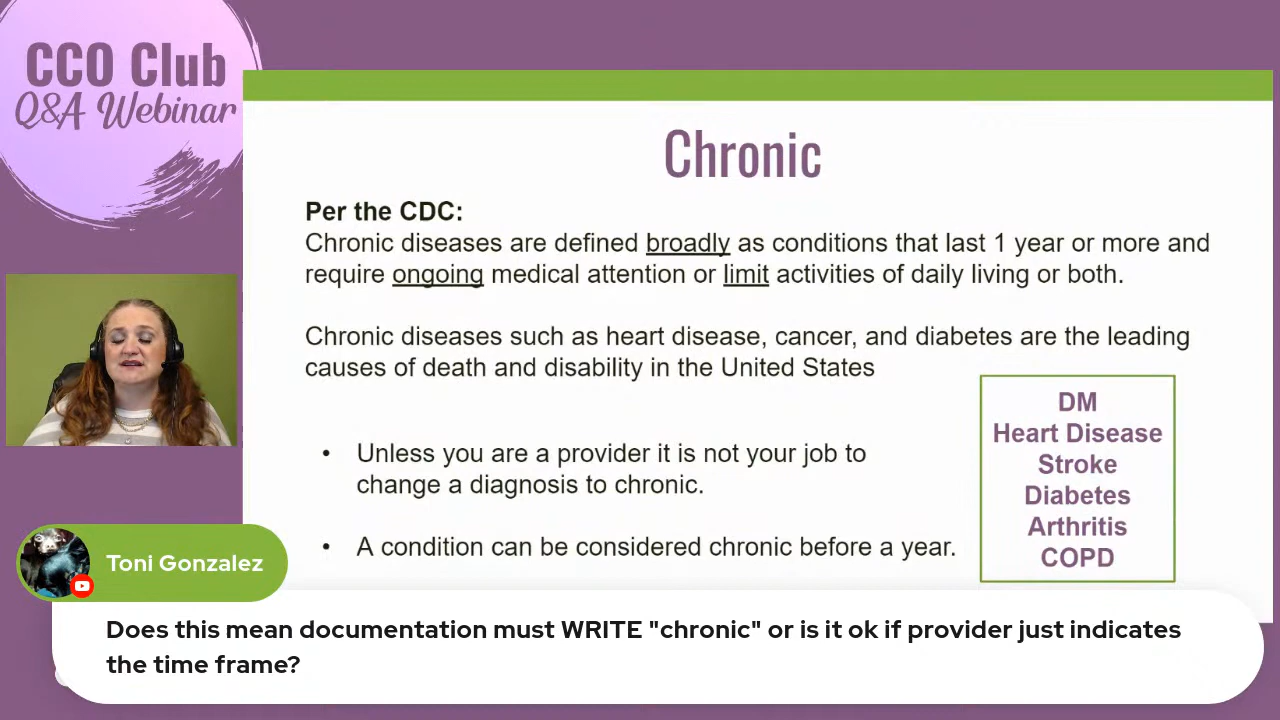 CCO Club
Q&A Webinar
Chronic
Per the CDC:
Chronic diseases are defined broadly as conditions that last 1 year or more and
require ongoing medical attention or limit activities of daily living or both.
Chronic diseases such as heart disease, cancer, and diabetes are the leading
causes of death and disability in the United States
• Unless you are a provider it is not your job to
change a diagnosis to chronic.
• A condition can be considered chronic before a year.
DM
Heart Disease
Stroke
Diabetes
Arthritis
COPD
Toni Gonzalez
Does this mean documentation must WRITE "chronic" or is it ok if provider just indicates
the time frame?